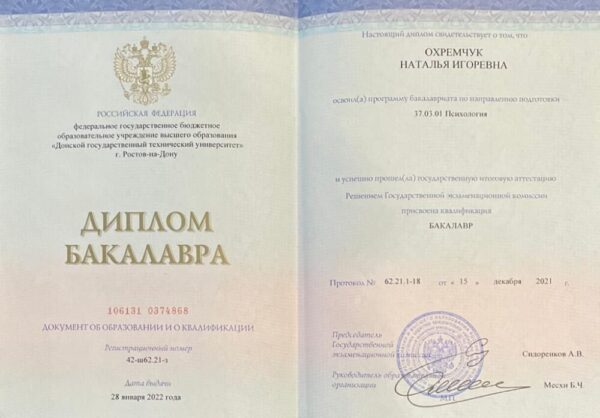 РОССИЙСКАЯ ФЕДЕРАЦИЯ
федеральное государственное бюджетное
образовательное учреждение высшего образования
«Донской государственный технический университет»
г. Ростов-на-Дону
ДИПЛОМ
БАКАЛАВРА
106131 0374868
ДОКУМЕНТ ОБ ОБРАЗОВАНИИ И О КВАЛИФИКАЦИИ
Регистрационный номер
42-ш62.21-з
Дата выдачи
28 января 2022 года
Настоящий диплом свидетельствует о том, что
ОХРЕМЧУК
НАТАЛЬЯ ИГОРЕВНА
освоил(а) программу бакалавриата по направлению подготовки
37.03.01 Психология
и успешно прошел(ла) государственную итоговую аттестацию
Решением Государственной экзаменационной комиссии
присвоена квалификация
БАКАЛАВР
Протокол № 62.21.1-18 от « 15 » декабря 2021 г.
Председатель
Государственной
экзаменационной комиссии Сидоренков А.В.
Руководитель образовательной
организации Месхи Б.Ч.
М.П.